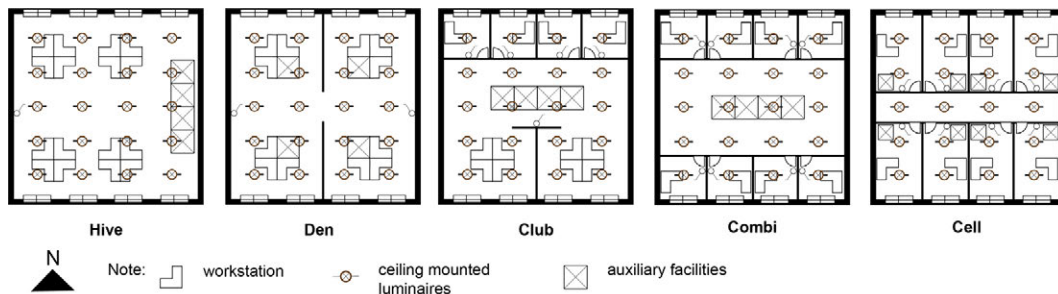 Hive Den Club Combi Cell
N
Note: workstation ceiling mounted luminaires auxiliary facilities